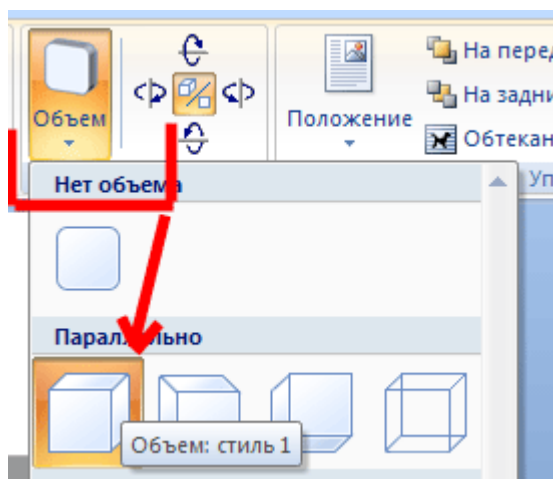 На перед
На задни
Объем
Положение
Обтекан
Нет объема
Уп
Параллельно
Объем: стиль 1